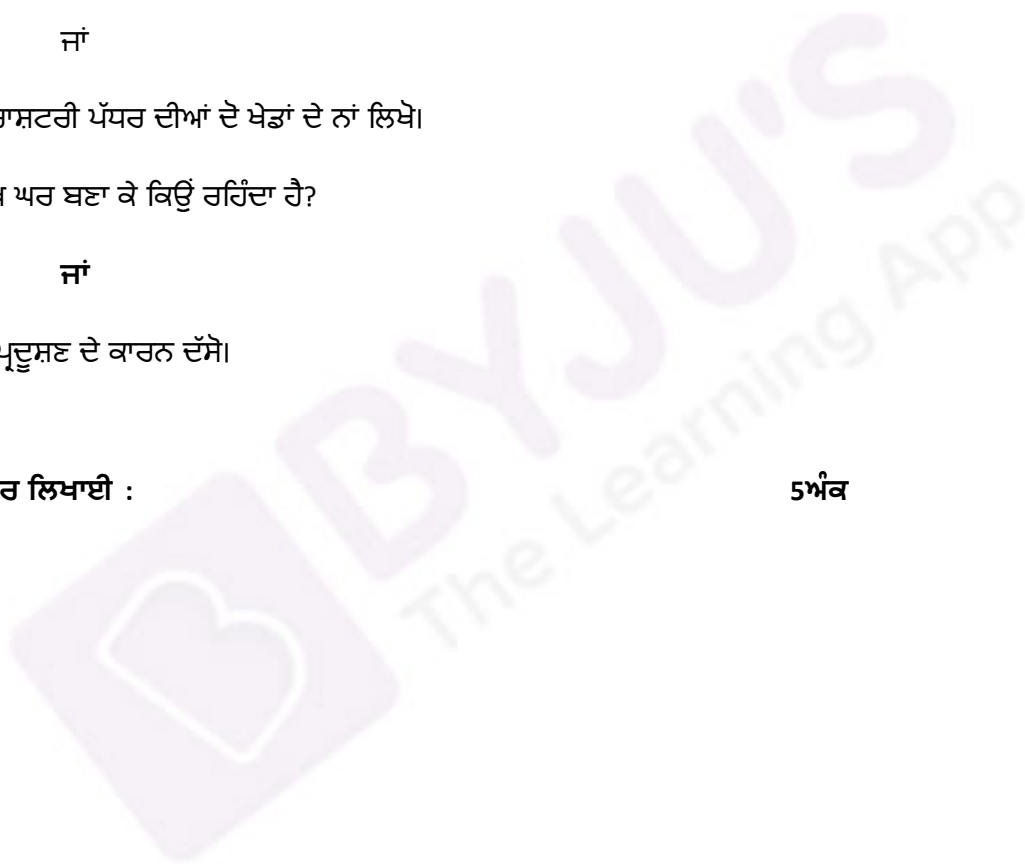 ਜਾਂ
ਰਾਸ਼ਟਰੀ ਪੱਧਰ ਦੀਆਂ ਦੋ ਖੇਡਾਂ ਦੇ ਨਾਂ ਲਿਖੋ।
ਘਰ ਬਣਾ ਕੇ ਕਿਉਂ ਰਹਿੰਦਾ ਹੈ?
ਜਾਂ
ਪ੍ਰਦੂਸ਼ਣ ਦੇ ਕਾਰਨ ਦੱਸੋ।
ਲਿਖਾਈ : 5ਅੰਕ
BYJU'S
The Learning App